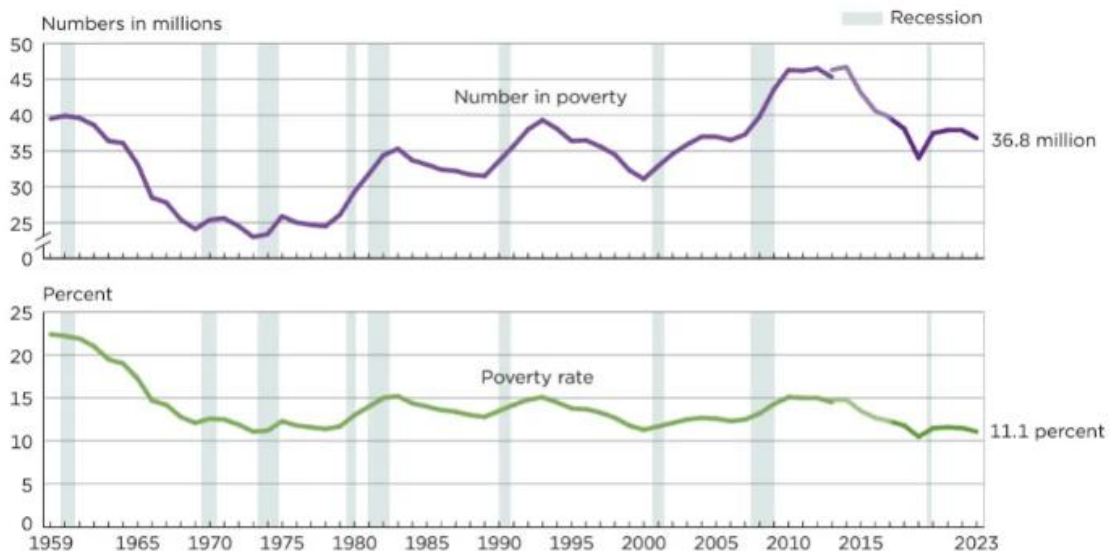 Numbers in millions
Recession
50
45
40
35
30
25
0
Number in poverty
36.8 million
Percent
25
20
15
10
5
0
Poverty rate
11.1 percent
1959 1965 1970 1975 1980 1985 1990 1995 2000 2005 2010 2015 2023